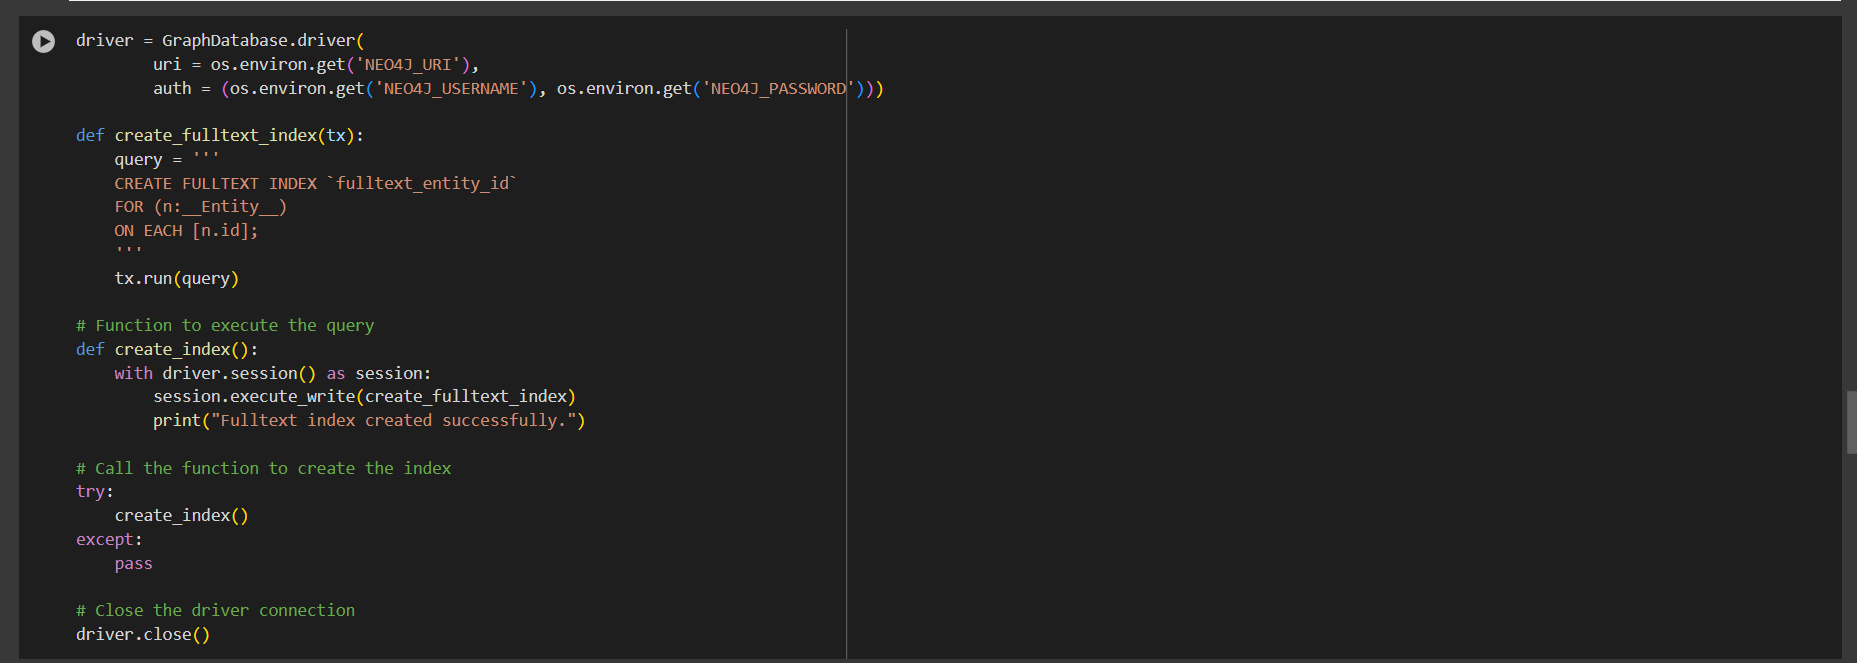 driver = GraphDatabase.driver(
        uri = os.environ.get('NEO4J_URI'),
        auth = (os.environ.get('NEO4J_USERNAME'), os.environ.get('NEO4J_PASSWORD')))

def create_fulltext_index(tx):
    query = '''
    CREATE FULLTEXT INDEX `fulltext_entity_id`
    FOR (n:__Entity__)
    ON EACH [n.id];
    '''
    tx.run(query)

# Function to execute the query
def create_index():
    with driver.session() as session:
        session.execute_write(create_fulltext_index)
        print("Fulltext index created successfully.")

# Call the function to create the index
try:
    create_index()
except:
    pass

# Close the driver connection
driver.close()